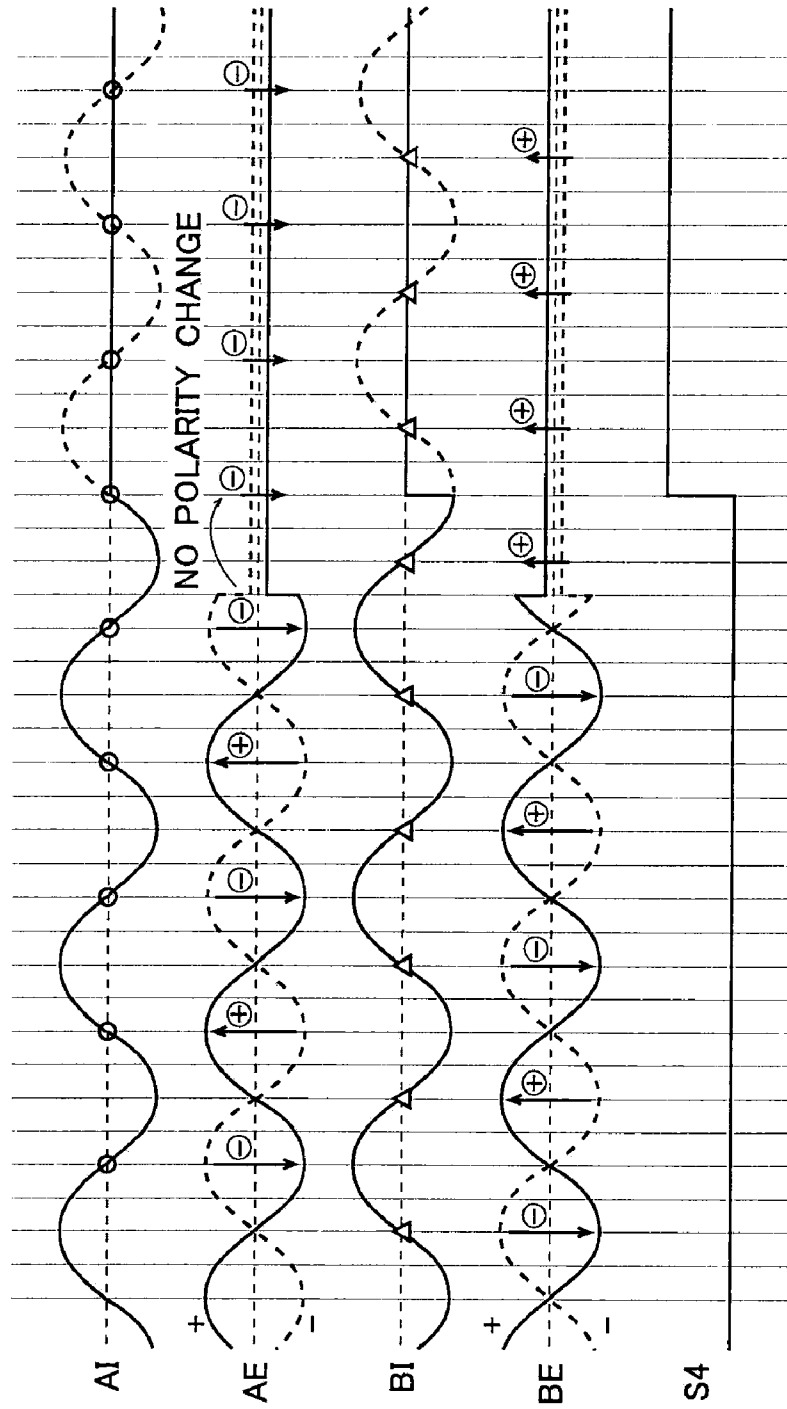 AI
NO POLARITY CHANGE
AE + −
⊖ ⊕ ⊖ ⊕ ⊖ ⊖ ⊖ ⊖ ⊖
BI
BE + −
⊖ ⊕ ⊖ ⊕ ⊖ ⊕ ⊕ ⊕ ⊕
S4